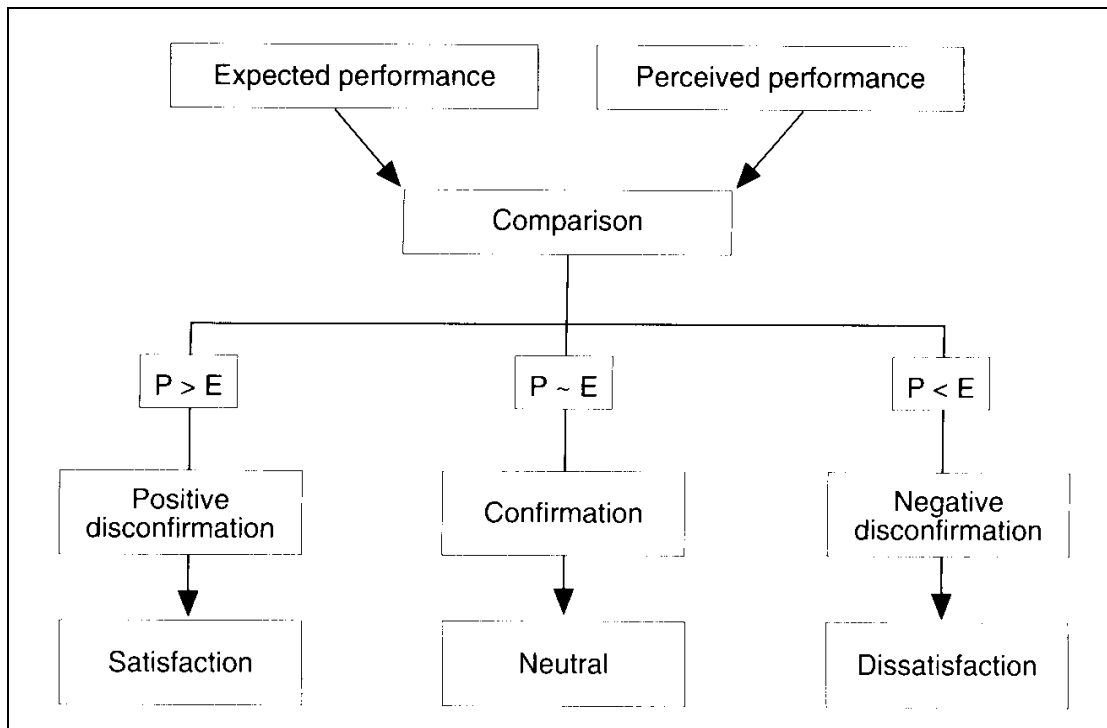 Expected performance
Perceived performance
Comparison
P > E
P ~ E
P < E
Positive
disconfirmation
Confirmation
Negative
disconfirmation
Satisfaction
Neutral
Dissatisfaction